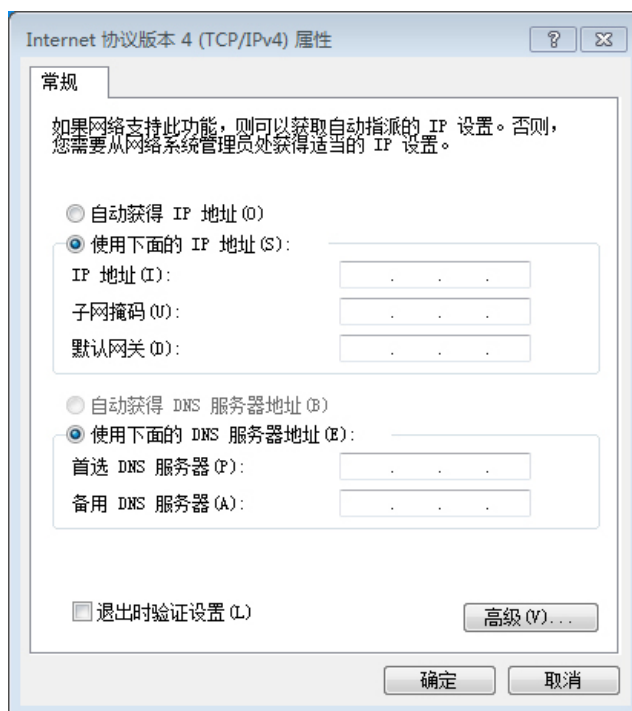 Internet 协议版本 4 (TCP/IPv4) 属性
常规
如果网络支持此功能，则可以获取自动指派的 IP 设置。否则，
您需要从网络系统管理员处获得适当的 IP 设置。
自动获得 IP 地址(O)
使用下面的 IP 地址(S):
IP 地址(I):
子网掩码(U):
默认网关(D):
自动获得 DNS 服务器地址(B)
使用下面的 DNS 服务器地址(E):
首选 DNS 服务器(P):
备用 DNS 服务器(A):
退出时验证设置(L)
高级(V)...
确定
取消